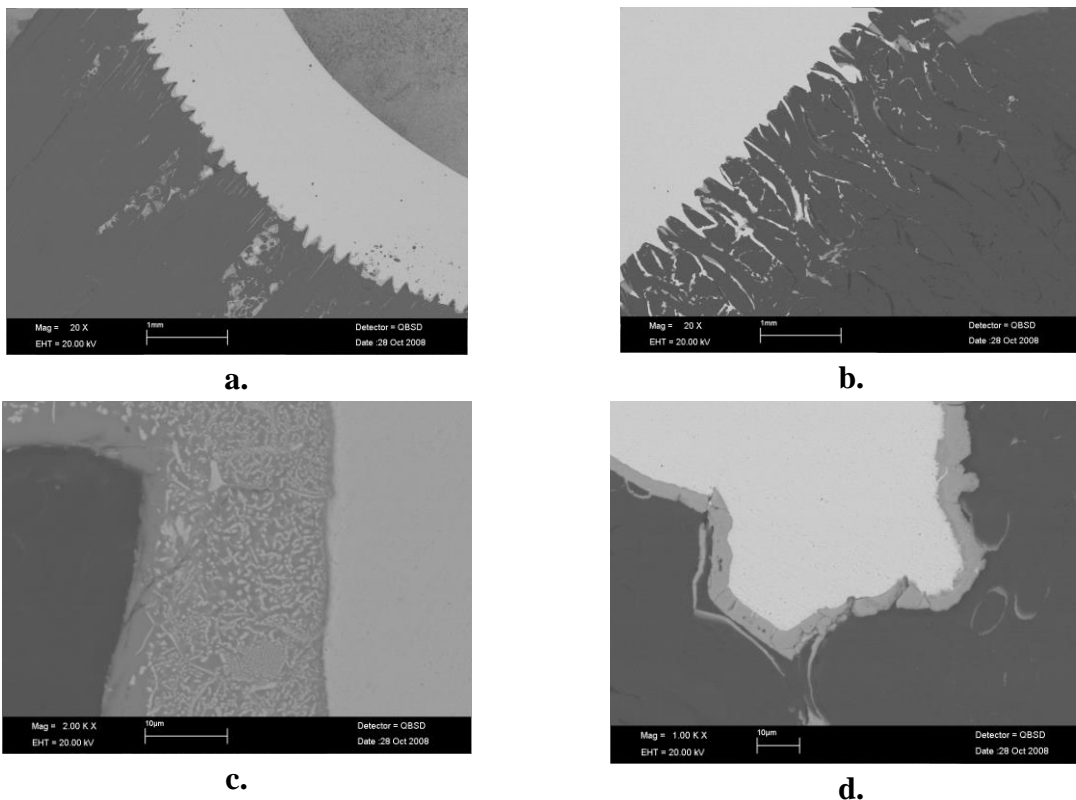 1mm
Mag = 20 X
Detector = QBSD
EHT = 20.00 kV
Date :28 Oct 2008
a.
1mm
Mag = 20 X
Detector = QBSD
EHT = 20.00 kV
Date :28 Oct 2008
b.
10µm
Mag = 2.00 K X
Detector = QBSD
EHT = 20.00 kV
Date :28 Oct 2008
c.
10µm
Mag = 1.00 K X
Detector = QBSD
EHT = 20.00 kV
Date :28 Oct 2008
d.